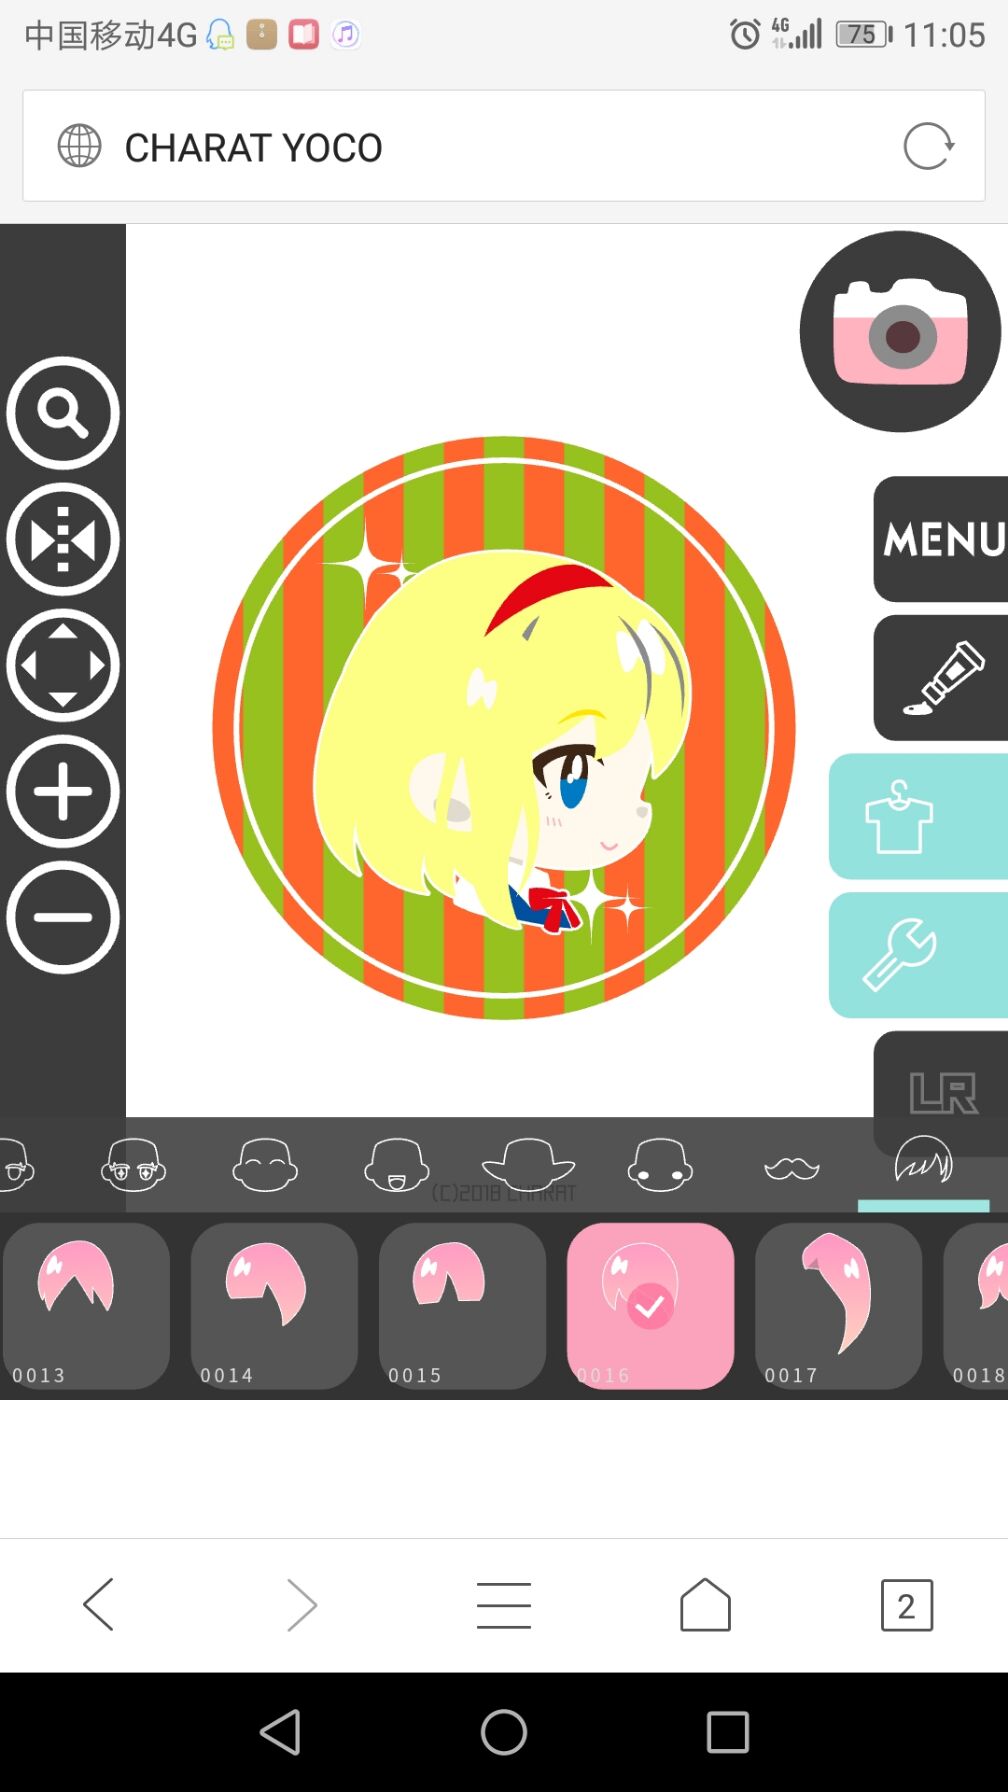 中国移动4G 4G 75 11:05
CHARAT YOCO
MENU
LR
(C)2018 CHARAT
0013 0014 0015 0016 0017 0018
2